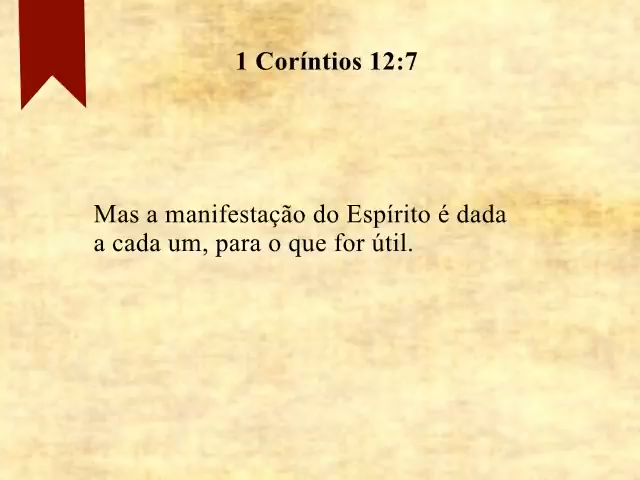 1 Coríntios 12:7
Mas a manifestação do Espírito é dada
a cada um, para o que for útil.